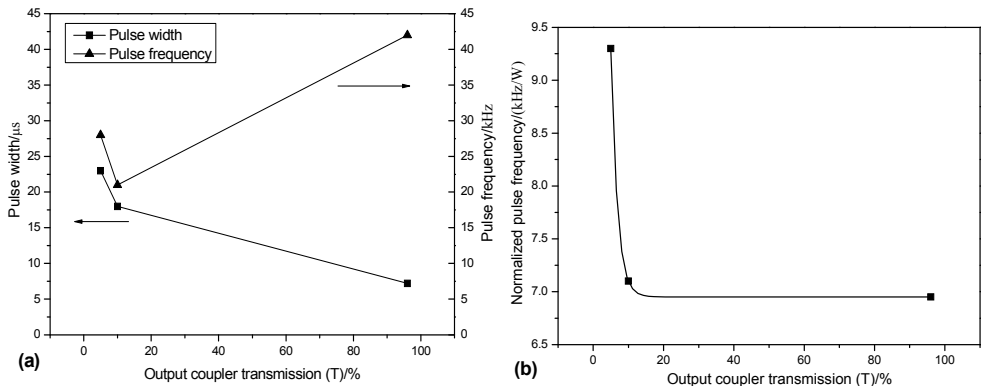 Pulse width
Pulse frequency
45
40
35
30
25
20
15
10
5
0
Pulse width/μs
45
40
35
30
25
20
15
10
5
0
Pulse frequency/kHz
0 20 40 60 80 100
Output coupler transmission (T)/%
(a)
9.5
9.0
8.5
8.0
7.5
7.0
6.5
Normalized pulse frequency/(kHz/W)
0 20 40 60 80 100
Output coupler transmission (T)/%
(b)